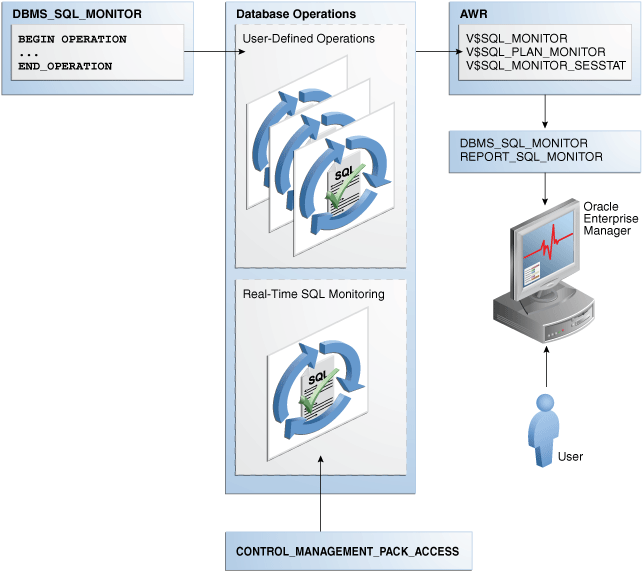 DBMS_SQL_MONITOR
BEGIN OPERATION
...
END_OPERATION
Database Operations
User-Defined Operations
SQL
Real-Time SQL Monitoring
SQL
CONTROL_MANAGEMENT_PACK_ACCESS
AWR
V$SQL_MONITOR
V$SQL_PLAN_MONITOR
V$SQL_MONITOR_SESSTAT
DBMS_SQL_MONITOR
REPORT_SQL_MONITOR
Oracle
Enterprise
Manager
User